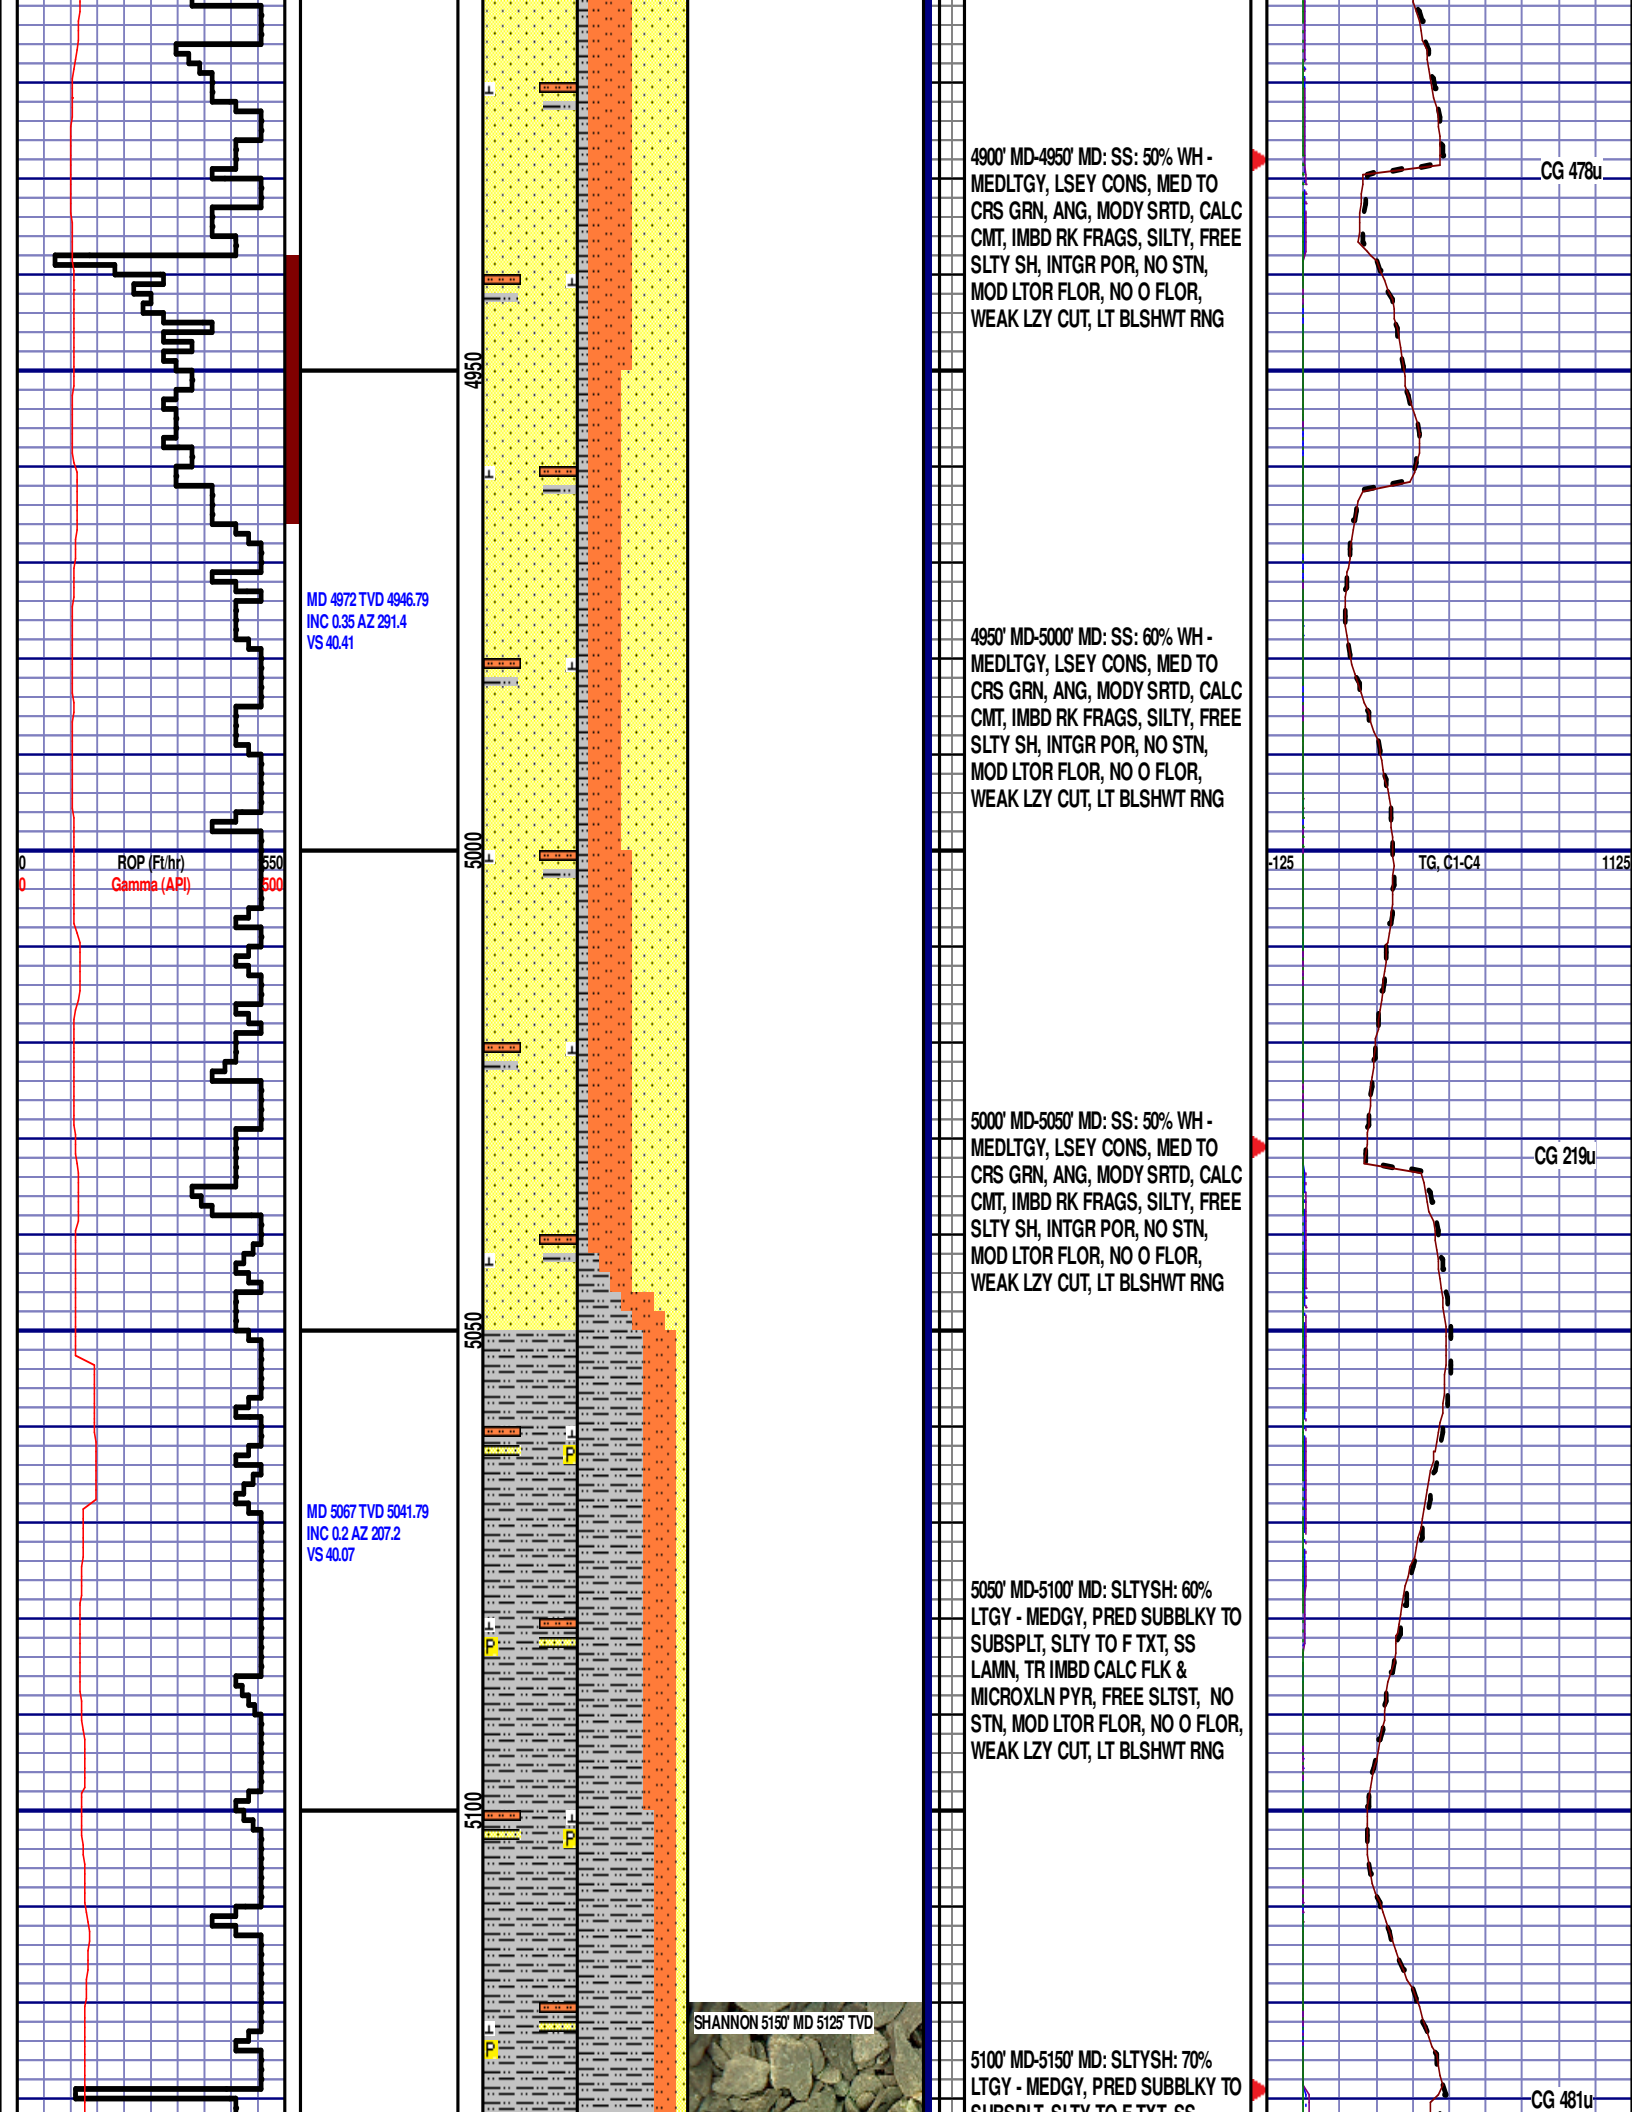 4900' MD-4950' MD: SS: 50% WH -
MEDLTGY, LSEY CONS, MED TO
CRS GRN, ANG, MODY SRTD, CALC
CMT, IMBD RK FRAGS, SILTY, FREE
SLTY SH, INTGR POR, NO STN,
MOD LTOR FLOR, NO O FLOR,
WEAK LZY CUT, LT BLSHWT RNG
CG 478u
4950
MD 4972 TVD 4946.79
INC 0.35 AZ 291.4
VS 40.41
4950' MD-5000' MD: SS: 60% WH -
MEDLTGY, LSEY CONS, MED TO
CRS GRN, ANG, MODY SRTD, CALC
CMT, IMBD RK FRAGS, SILTY, FREE
SLTY SH, INTGR POR, NO STN,
MOD LTOR FLOR, NO O FLOR,
WEAK LZY CUT, LT BLSHWT RNG
5000
0 ROP (Ft/hr) 550
0 Gamma (API) 500
-125 TG, C1-C4 1125
5000' MD-5050' MD: SS: 50% WH -
MEDLTGY, LSEY CONS, MED TO
CRS GRN, ANG, MODY SRTD, CALC
CMT, IMBD RK FRAGS, SILTY, FREE
SLTY SH, INTGR POR, NO STN,
MOD LTOR FLOR, NO O FLOR,
WEAK LZY CUT, LT BLSHWT RNG
CG 219u
5050
P
MD 5067 TVD 5041.79
INC 0.2 AZ 207.2
VS 40.07
P
5050' MD-5100' MD: SLTYSH: 60%
LTGY - MEDGY, PRED SUBBLKY TO
SUBSPLT, SLTY TO F TXT, SS
LAMN, TR IMBD CALC FLK &
MICROXLN PYR, FREE SLTST, NO
STN, MOD LTOR FLOR, NO O FLOR,
WEAK LZY CUT, LT BLSHWT RNG
5100
P
P
SHANNON 5150' MD 5125' TVD
5100' MD-5150' MD: SLTYSH: 70%
LTGY - MEDGY, PRED SUBBLKY TO
SUBSPLT, SLTY TO F TXT, SS
CG 481u